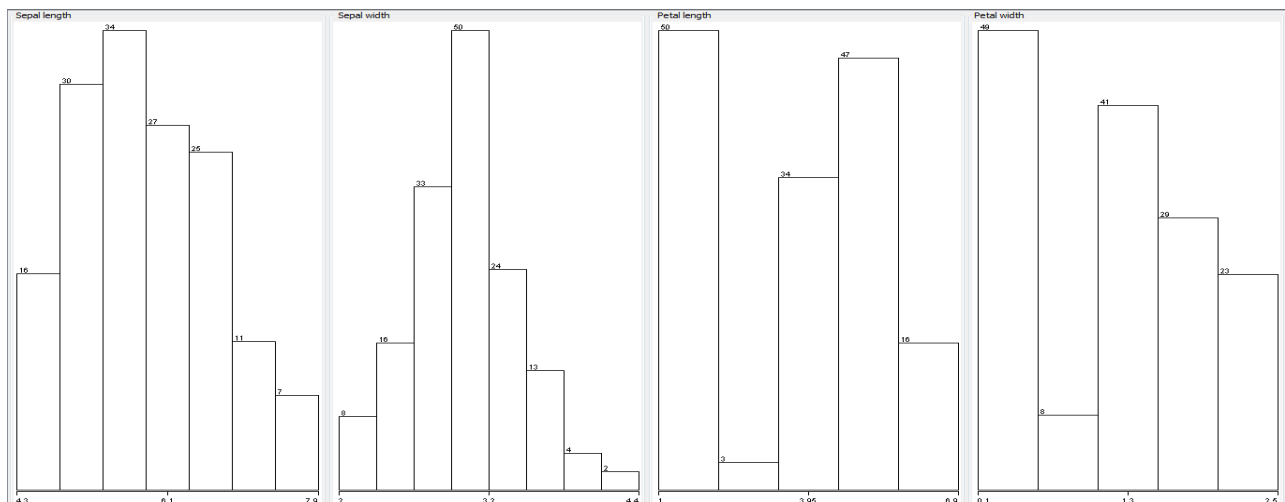 Sepal length Sepal width Petal length Petal width
16 30 34 27 25 11 7
8 16 33 50 24 13 4 2
50 3 34 47 16
49 8 41 29 23
4.3 6.1 7.9 2 3.2 4.4 1 3.95 6.9 0.1 1.3 2.5